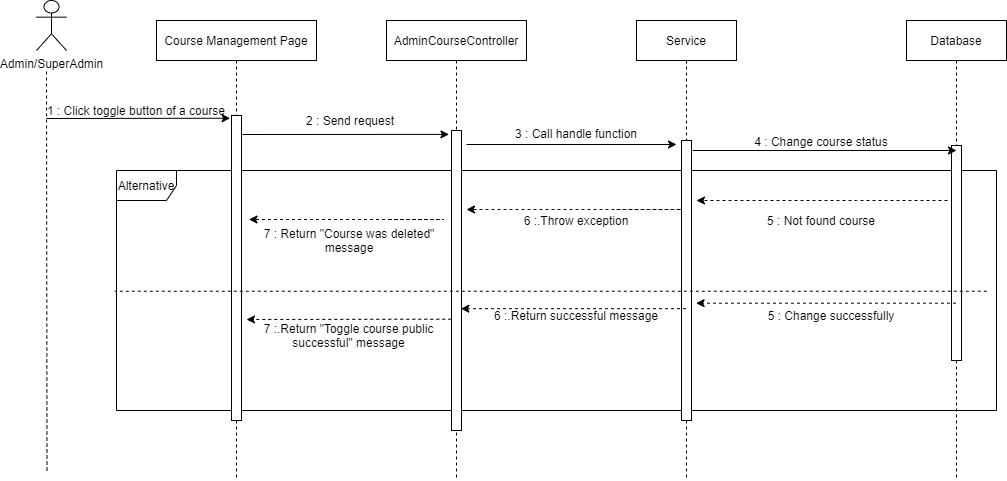 Admin/SuperAdmin
Course Management Page
AdminCourseController
Service
Database
1 : Click toggle button of a course
2 : Send request
3 : Call handle function
4 : Change course status
Alternative
5 : Not found course
6 :.Throw exception
7 : Return "Course was deleted"
message
5 : Change successfully
6 :.Return successful message
7 :.Return "Toggle course public
successful" message